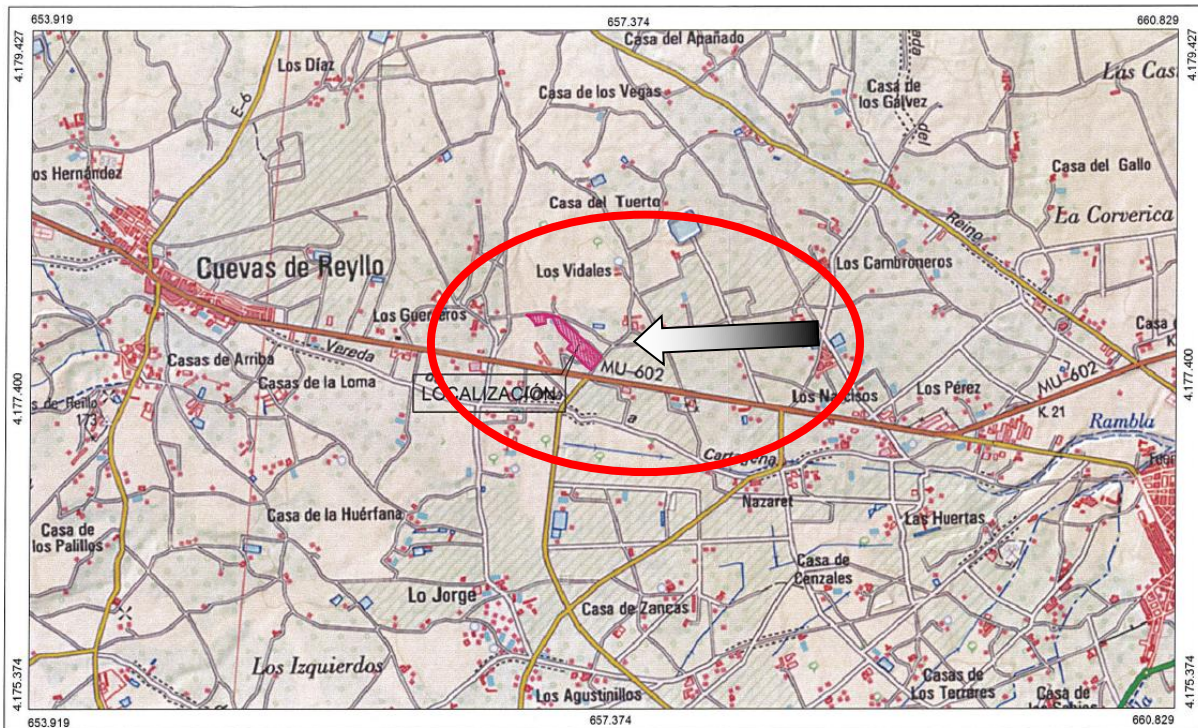 653.919
657.374
660.829
4.179.427
4.179.427
Casa del Apañado
Los Díaz
Las Cas
E-6
Casa de los Vegas
Casa de
los Gálvez
del
os Hernández
Casa del Gallo
Casa del Tuerto
Reino
La Corverica
Cuevas de Reyllo
Los Vidales
Los Cambroneros
Los Guerreros
Vereda
MU-602
Casas de Arriba
Casas de la Loma
LOCALIZACIÓN
4.177.400
4.177.400
Los Narcisos
Los Pérez
MU-602
K. 21
s de Reillo
173
a
Cartagena
Rambla
Nazaret
Casa de la Huérfana
Casa de
los Palillos
Las Huertas
Casa de
Cenzales
Lo Jorge
Casa de Zancas
Los Izquierdos
Los Agustinillos
Casas de
Los Terreres
Casa de
4.175.374
4.175.374
653.919
657.374
660.829